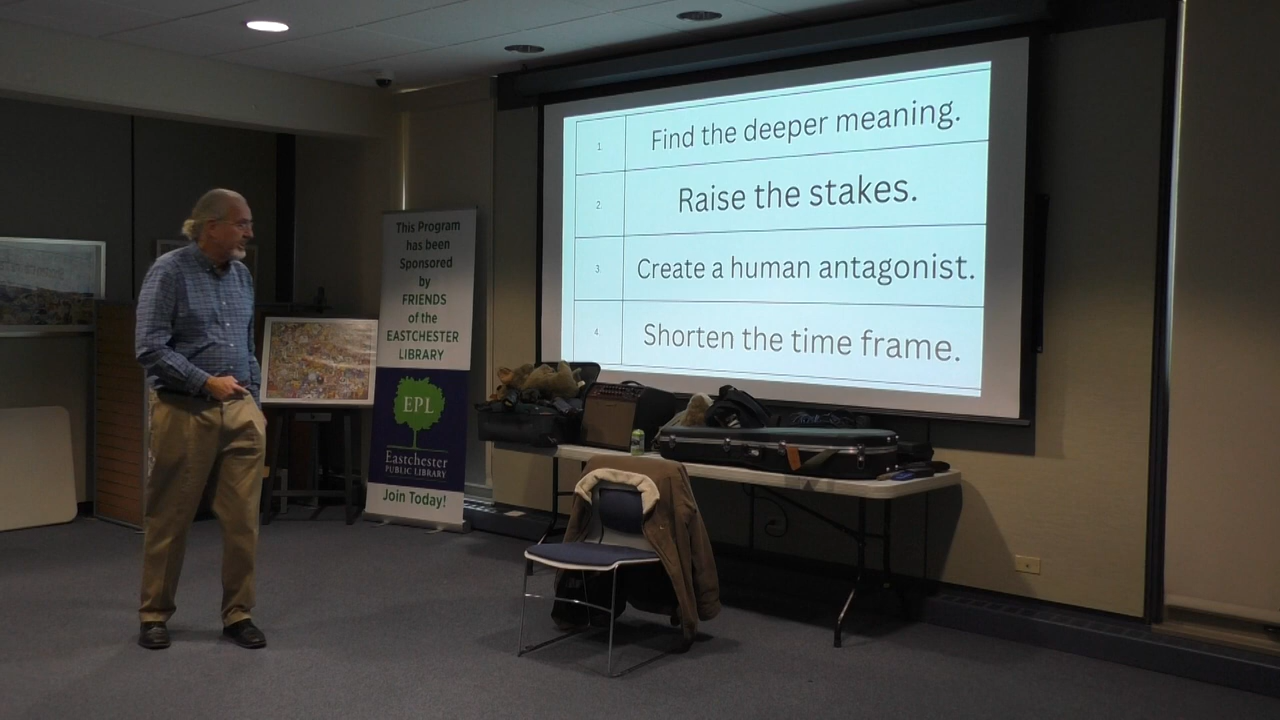 This Program
has been
Sponsored
by
FRIENDS
of the
EASTCHESTER
LIBRARY
EPL
Eastchester
PUBLIC LIBRARY
Join Today!
1. Find the deeper meaning.
2. Raise the stakes.
3. Create a human antagonist.
4. Shorten the time frame.